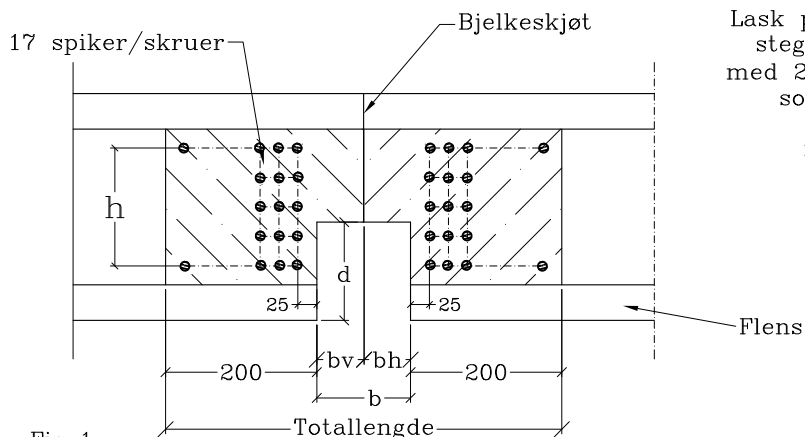 Bjelkeskjøt
17 spiker/skruer
Lask p
steg
med 2
so
h
d
25
25
bv
bh
Flens
200
b
200
Totallengde